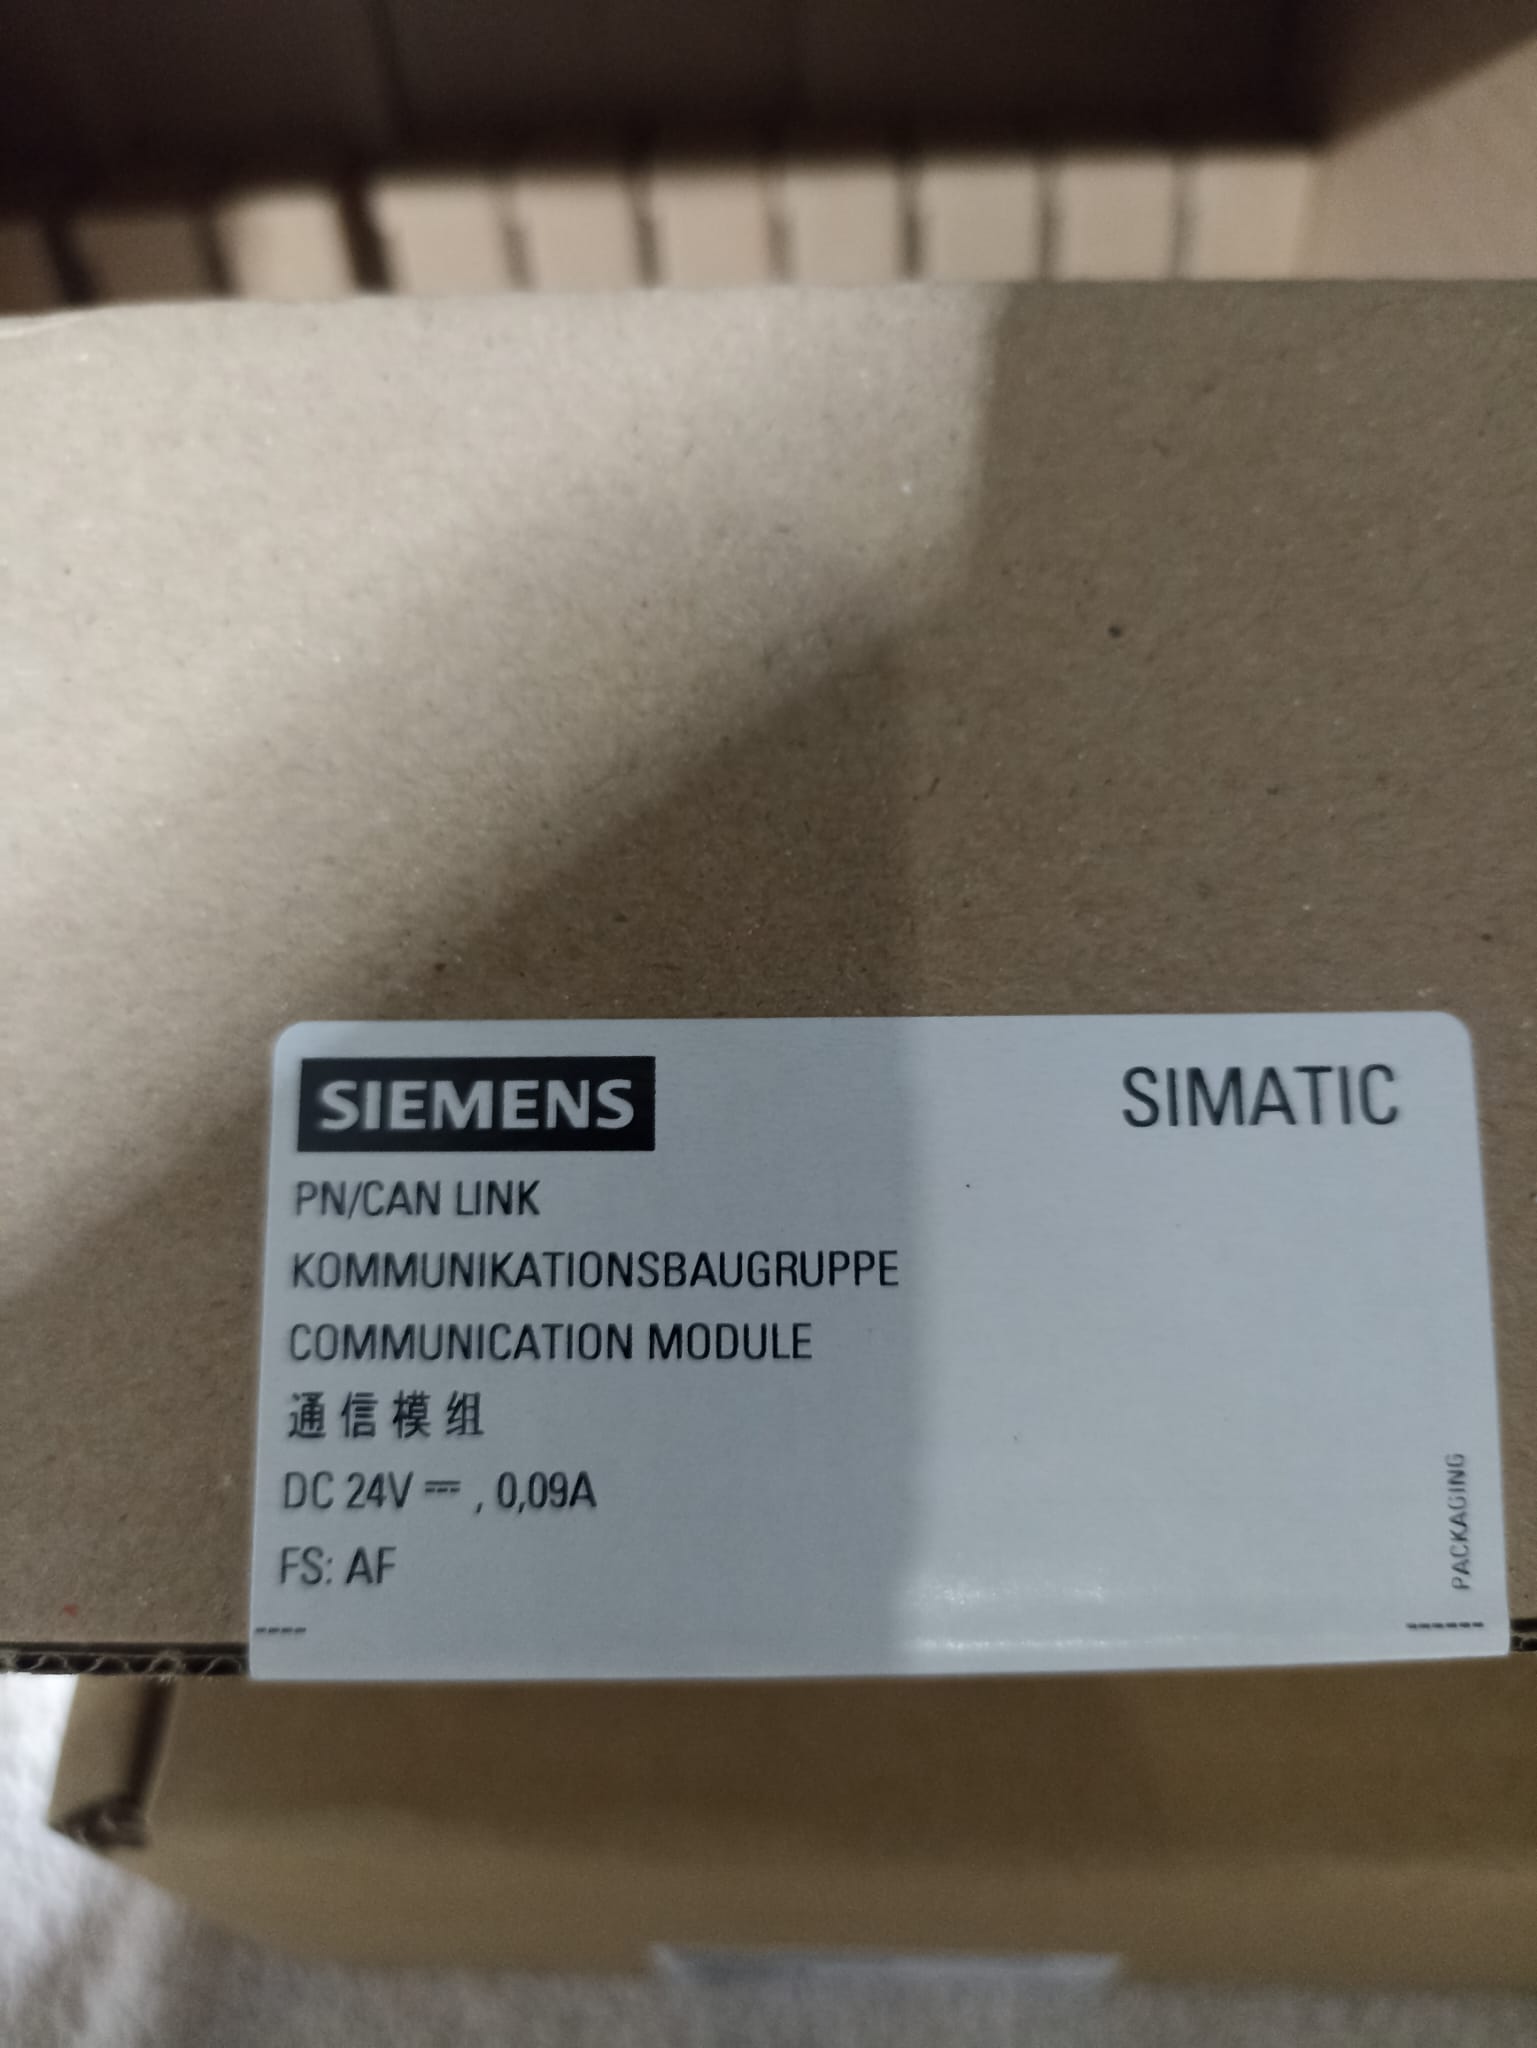 SIEMENS
SIMATIC
PN/CAN LINK
KOMMUNIKATIONSBAUGRUPPE
COMMUNICATION MODULE
通信模组
DC 24V ⎓ , 0,09A
FS: AF
PACKAGING